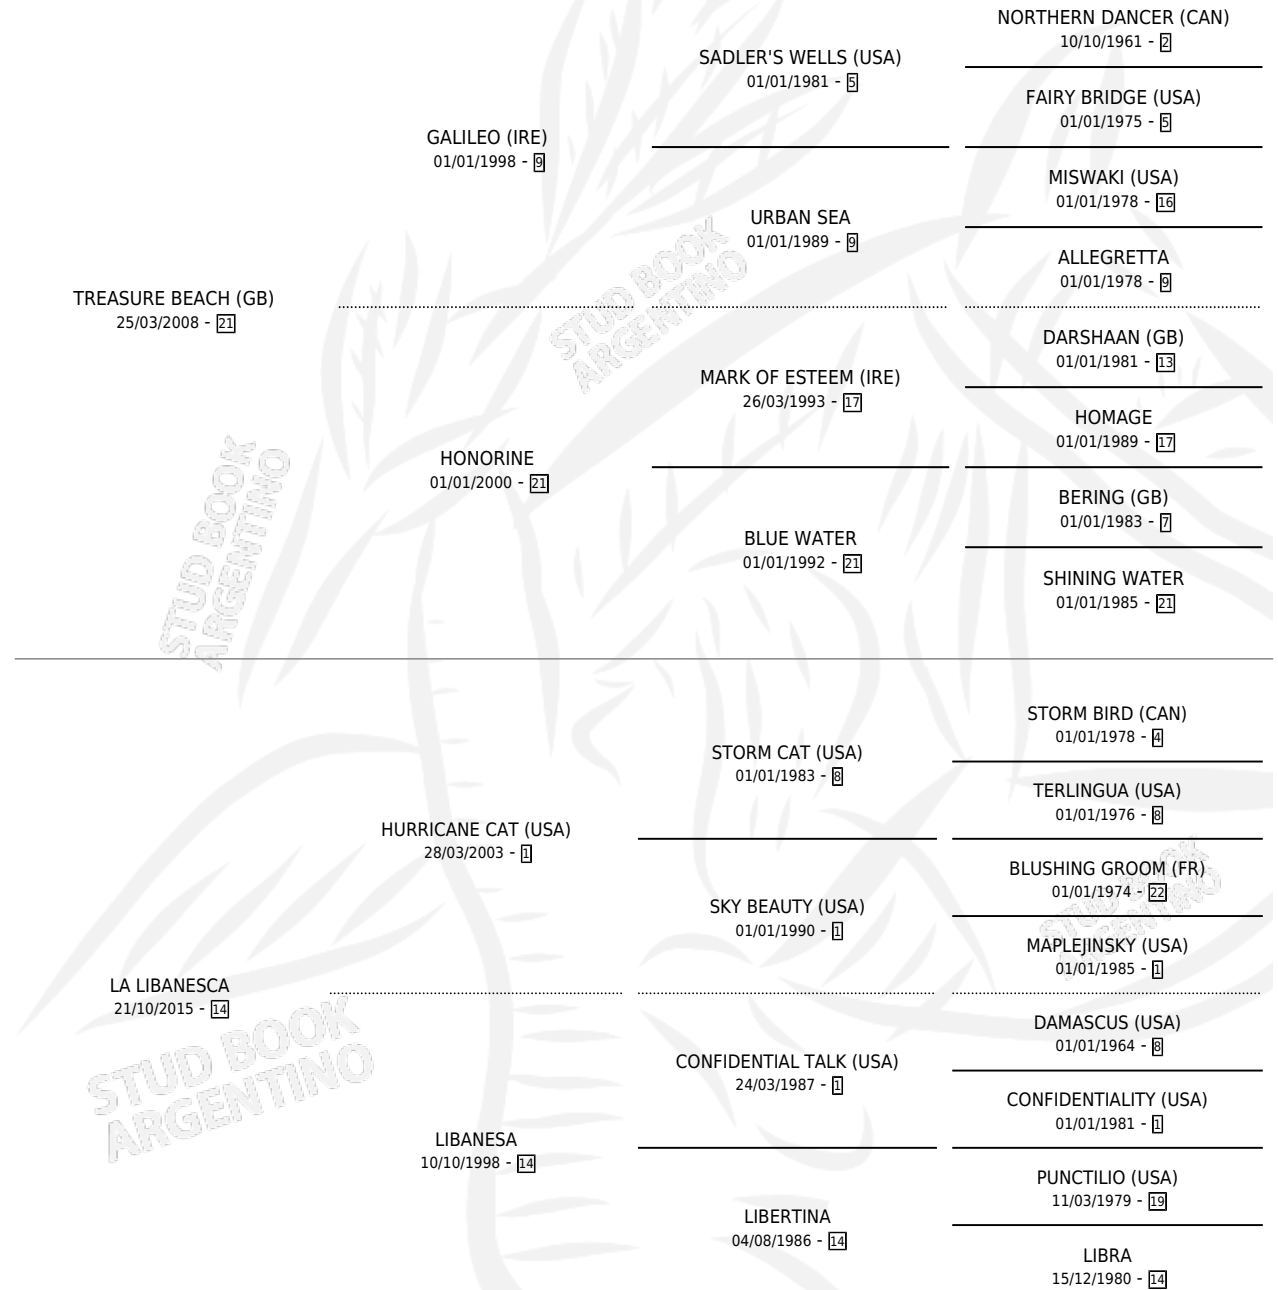 NORTHERN DANCER (CAN)
10/10/1961 - 2
SADLER'S WELLS (USA)
01/01/1981 - 5
FAIRY BRIDGE (USA)
01/01/1975 - 5
GALILEO (IRE)
01/01/1998 - 9
MISWAKI (USA)
01/01/1978 - 16
URBAN SEA
01/01/1989 - 9
ALLEGRETTA
01/01/1978 - 9
TREASURE BEACH (GB)
25/03/2008 - 21
STUD BOOK
ARGENTINO
DARSHAAN (GB)
01/01/1981 - 13
MARK OF ESTEEM (IRE)
26/03/1993 - 17
HOMAGE
01/01/1989 - 17
HONORINE
01/01/2000 - 21
BERING (GB)
01/01/1983 - 7
BLUE WATER
01/01/1992 - 21
SHINING WATER
01/01/1985 - 21
STUD BOOK
ARGENTINO
STORM BIRD (CAN)
01/01/1978 - 4
STORM CAT (USA)
01/01/1983 - 8
TERLINGUA (USA)
01/01/1976 - 8
HURRICANE CAT (USA)
28/03/2003 - 1
BLUSHING GROOM (FR)
01/01/1974 - 22
SKY BEAUTY (USA)
01/01/1990 - 1
STUD BOOK
ARGENTINO
MAPLEJINSKY (USA)
01/01/1985 - 1
LA LIBANESCA
21/10/2015 - 14
STUD BOOK
ARGENTINO
DAMASCUS (USA)
01/01/1964 - 8
CONFIDENTIAL TALK (USA)
24/03/1987 - 1
CONFIDENTIALITY (USA)
01/01/1981 - 1
LIBANESA
10/10/1998 - 14
PUNCTILIO (USA)
11/03/1979 - 19
LIBERTINA
04/08/1986 - 14
LIBRA
15/12/1980 - 14